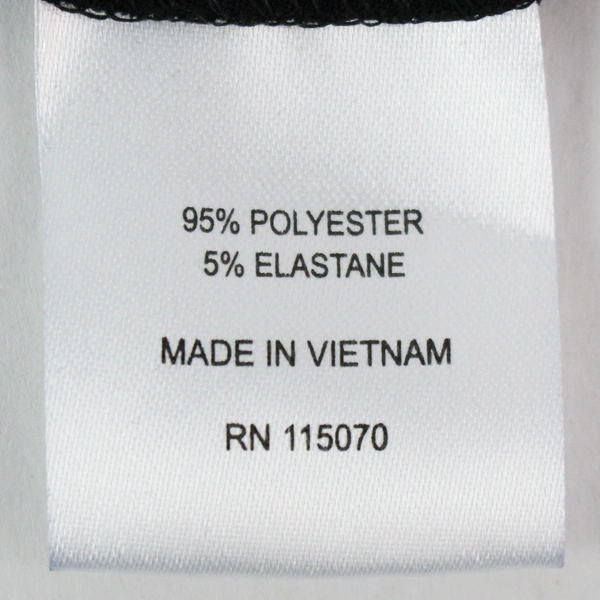 95% POLYESTER
5% ELASTANE
MADE IN VIETNAM
RN 115070